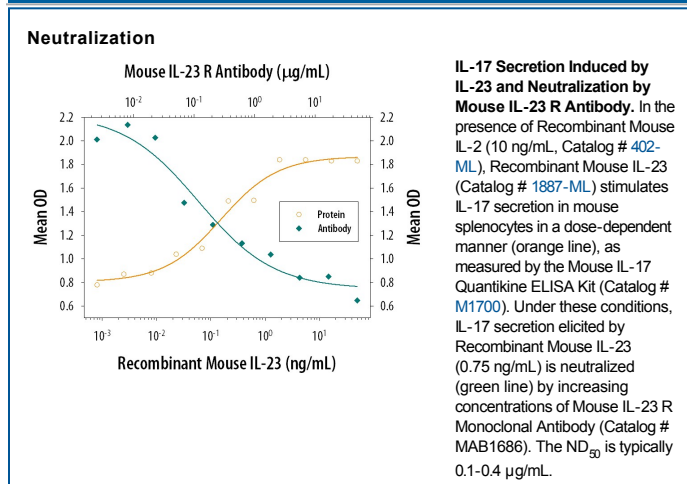 Neutralization
Mouse IL-23 R Antibody (µg/mL)
10-2 10-1 100 101
2.2 2.2
2.0 2.0
1.8 1.8
1.6 1.6
1.4 1.4
1.2 1.2
1.0 1.0
0.8 0.8
0.6 0.6
Mean OD
Mean OD
Protein
Antibody
10-3 10-2 10-1 100 101
Recombinant Mouse IL-23 (ng/mL)
IL-17 Secretion Induced by
IL-23 and Neutralization by
Mouse IL-23 R Antibody. In the
presence of Recombinant Mouse
IL-2 (10 ng/mL, Catalog # 402-
ML), Recombinant Mouse IL-23
(Catalog # 1887-ML) stimulates
IL-17 secretion in mouse
splenocytes in a dose-dependent
manner (orange line), as
measured by the Mouse IL-17
Quantikine ELISA Kit (Catalog #
M1700). Under these conditions,
IL-17 secretion elicited by
Recombinant Mouse IL-23
(0.75 ng/mL) is neutralized
(green line) by increasing
concentrations of Mouse IL-23 R
Monoclonal Antibody (Catalog #
MAB1686). The ND50 is typically
0.1-0.4 µg/mL.